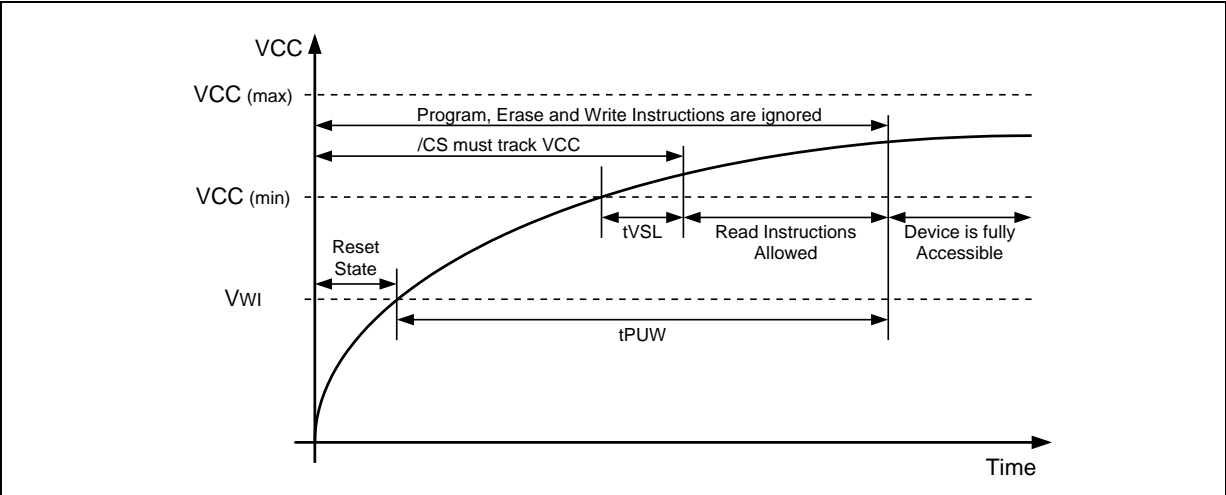 VCC
VCC (max)
Program, Erase and Write Instructions are ignored
/CS must track VCC
VCC (min)
tVSL
Read Instructions
Allowed
Device is fully
Accessible
Reset
State
VWI
tPUW
Time